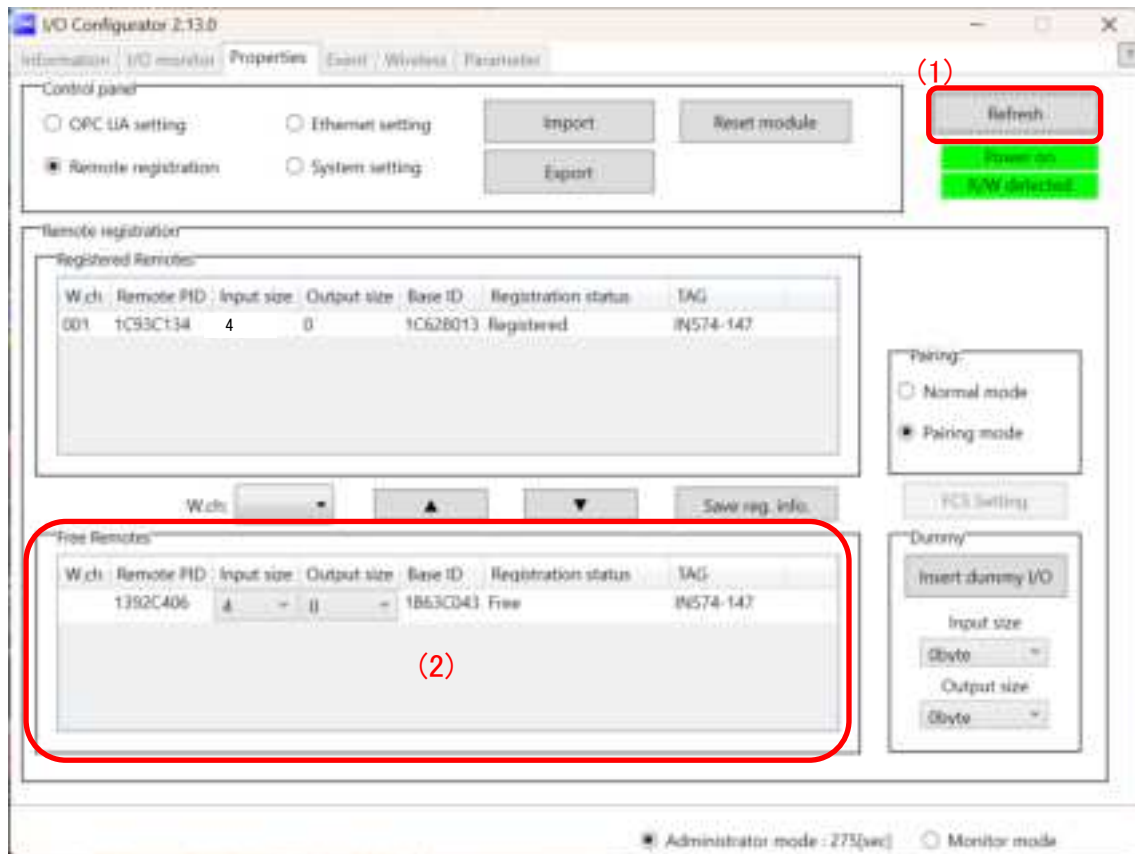 I/O Configurator 2.13.0
Information I/O monitor Properties Event Wireless Parameter
(1)
Control panel
OPC UA setting Ethernet setting Import Reset module Refresh
Remote registration System setting Export
Power on
R/W detected
Remote registration
Registered Remotes
W.ch Remote PID Input size Output size Base ID Registration status TAG
001 1C93C134 4 0 1C628013 Registered IN574-147
Pairing
Normal mode
Pairing mode
W.ch: ▲ ▼ Save reg. info. FCS Setting
Free Remotes
W.ch Remote PID Input size Output size Base ID Registration status TAG
1392C406 4 0 1B63C043 Free IN574-147
(2)
Dummy
Insert dummy I/O
Input size
0byte
Output size
0byte
Administrator mode : 275[sec] Monitor mode